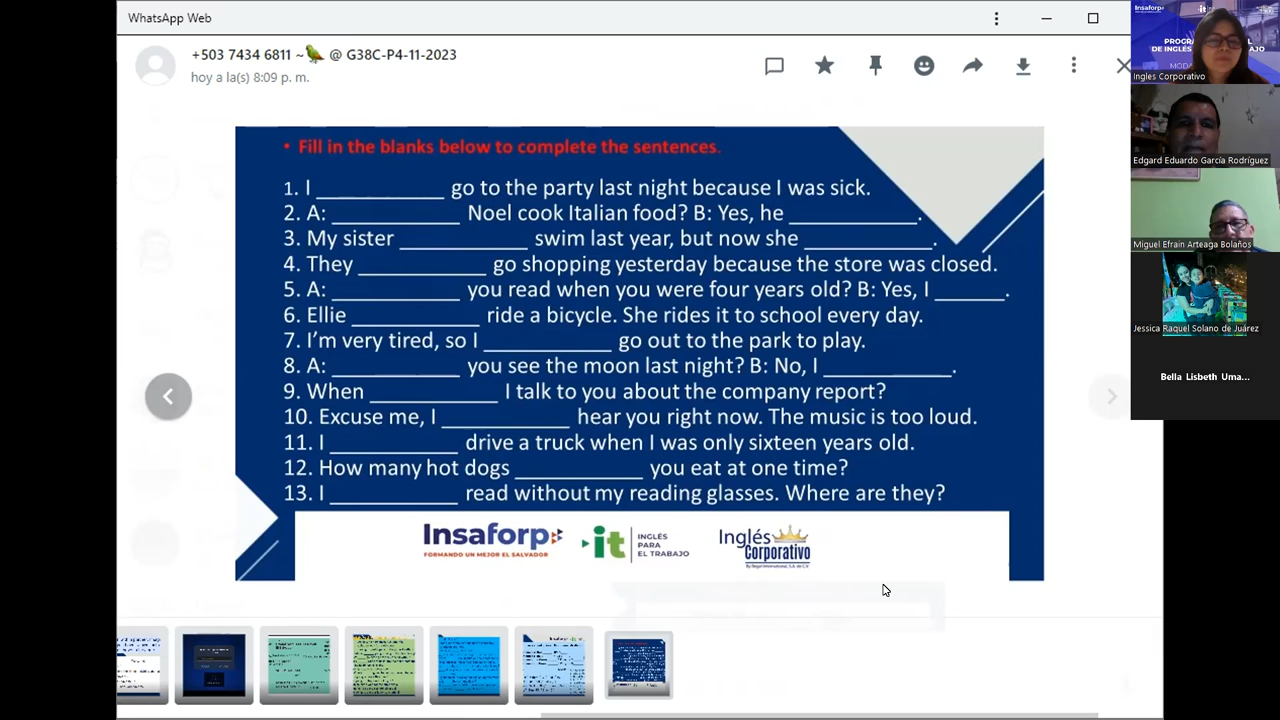 WhatsApp Web
+503 7434 6811 ~🦜 @ G38C-P4-11-2023
hoy a la(s) 8:09 p. m.
• Fill in the blanks below to complete the sentences.
1. I ____________ go to the party last night because I was sick.
2. A: ____________ Noel cook Italian food? B: Yes, he ____________.
3. My sister ____________ swim last year, but now she ____________.
4. They ____________ go shopping yesterday because the store was closed.
5. A: ____________ you read when you were four years old? B: Yes, I ______.
6. Ellie ____________ ride a bicycle. She rides it to school every day.
7. I’m very tired, so I ____________ go out to the park to play.
8. A: ____________ you see the moon last night? B: No, I ____________.
9. When ____________ I talk to you about the company report?
10. Excuse me, I ____________ hear you right now. The music is too loud.
11. I ____________ drive a truck when I was only sixteen years old.
12. How many hot dogs ____________ you eat at one time?
13. I ____________ read without my reading glasses. Where are they?
Insaforp
FORMANDO UN MEJOR EL SALVADOR
it
INGLÉS
PARA
EL TRABAJO
Inglés
Corporativo
Insaforp
Ingles Corporativo
Edgard Eduardo García Rodríguez
Miguel Efrain Arteaga Bolaños
Jessica Raquel Solano de Juárez
Bella Lisbeth Uma...